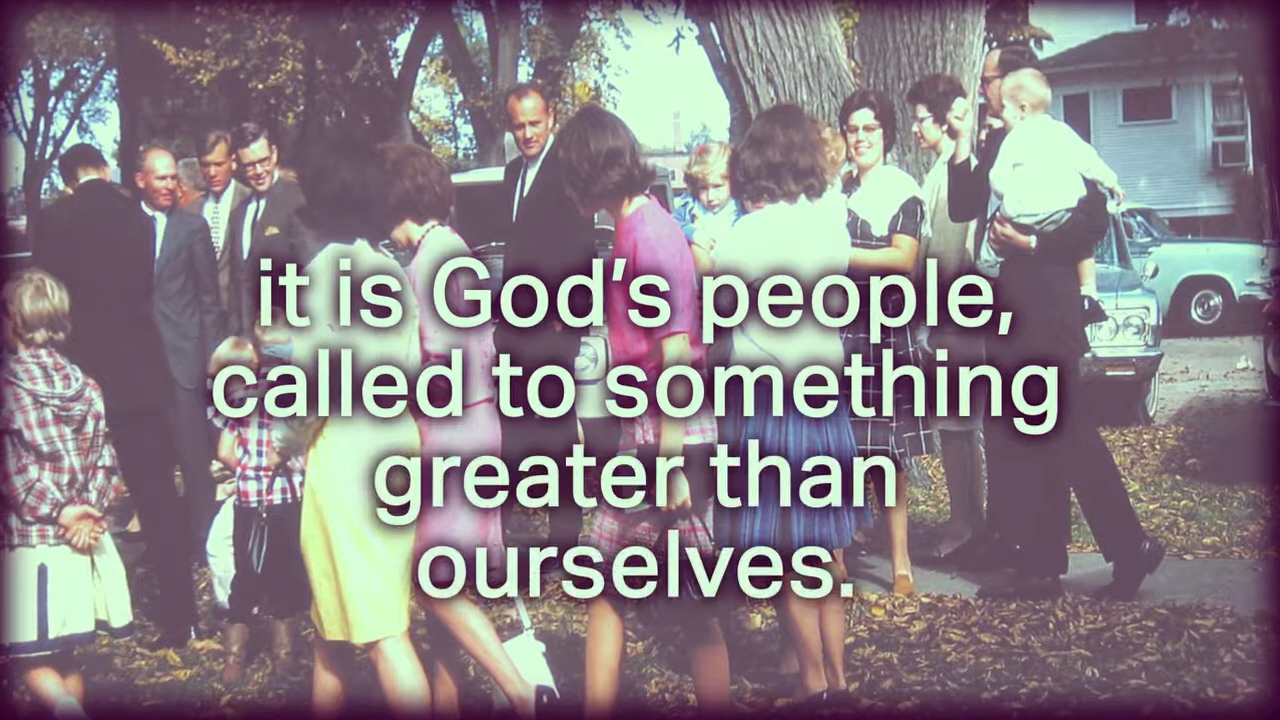 it is God’s people,
called to something
greater than
ourselves.